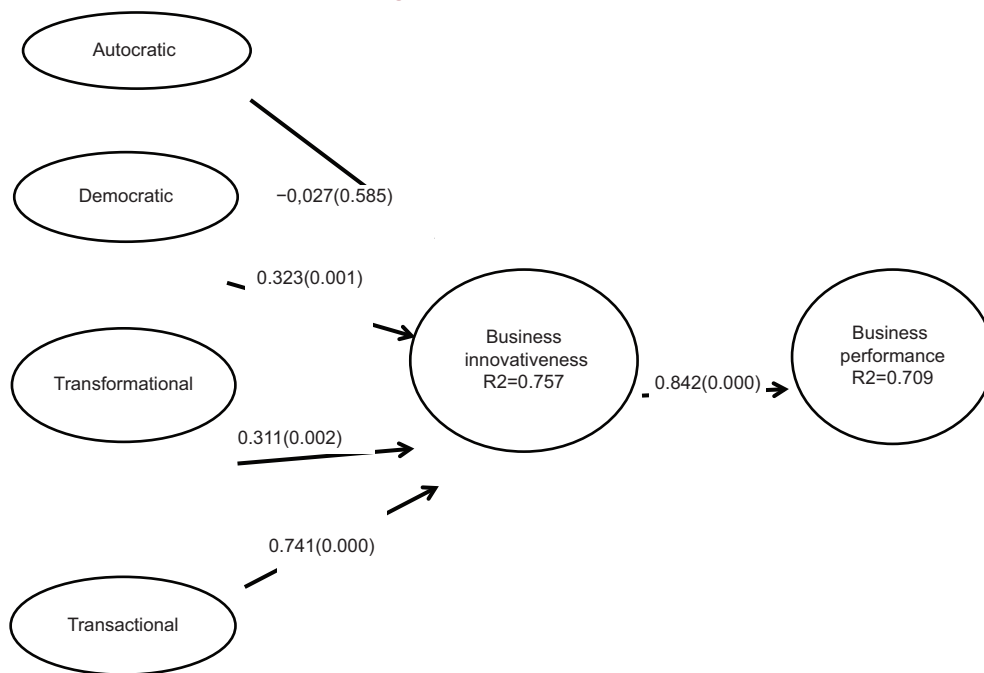 Autocratic
Democratic
−0,027(0.585)
0.323(0.001)
Transformational
0.311(0.002)
0.741(0.000)
Transactional
Business
innovativeness
R2=0.757
0.842(0.000)
Business
performance
R2=0.709